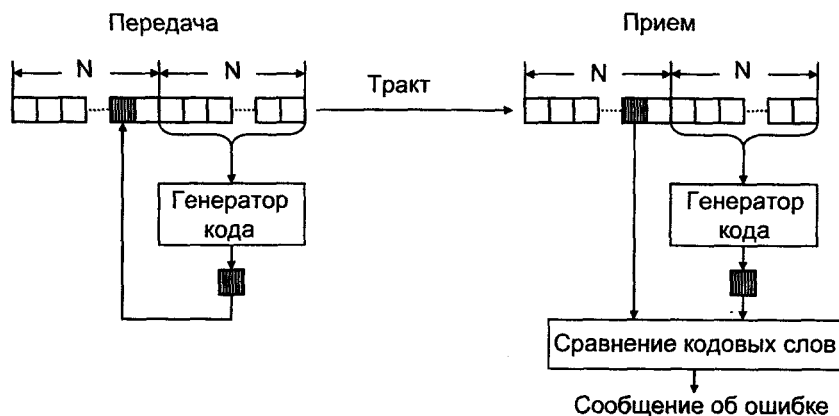 Передача
Прием
N
N
Тракт
N
N
Генератор
кода
Генератор
кода
Сравнение кодовых слов
Сообщение об ошибке